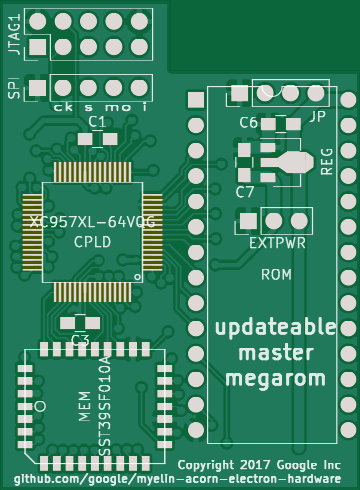 JTAG1
SPI
ck s mo i
C1
C6
JP
REG
C7
XC957XL-64VQG
CPLD
EXTPWR
ROM
C3
MEM
SST39SF010A
updateable
master
megarom
Copyright 2017 Google Inc
github.com/google/myelin-acorn-electron-hardware